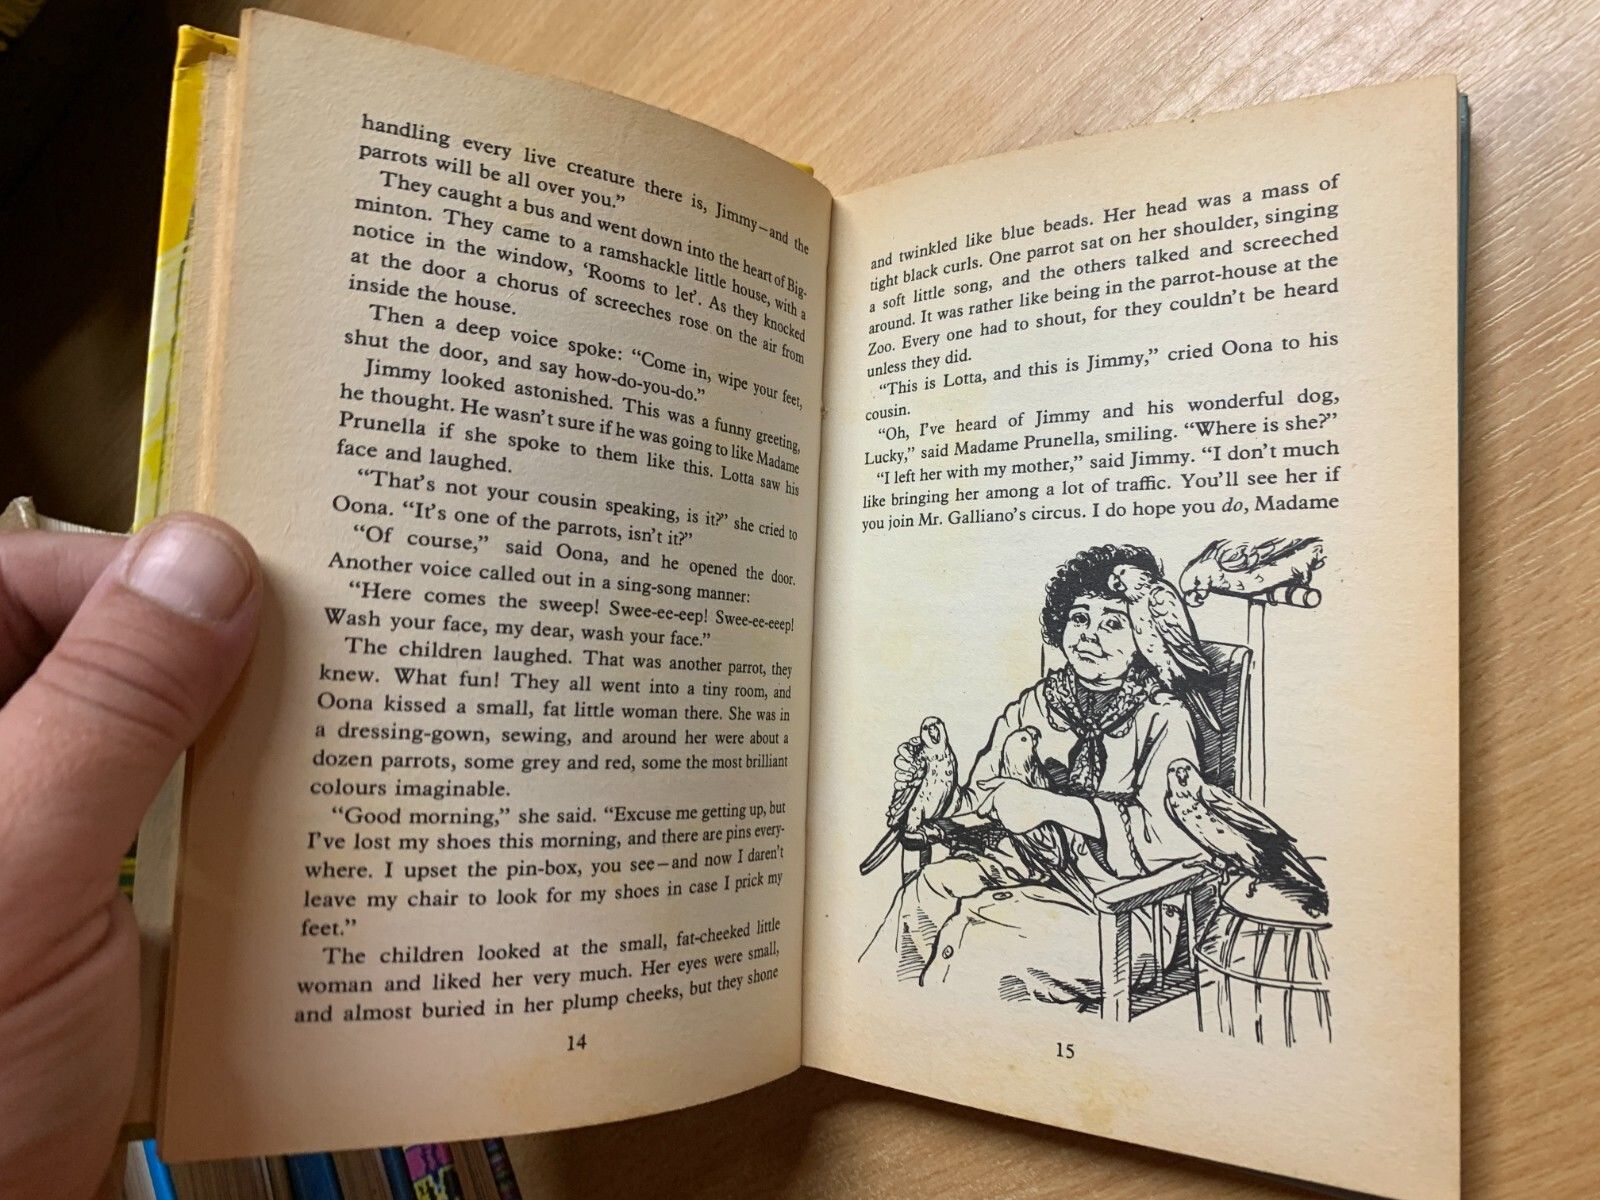 handling every live creature there is, Jimmy—and the
parrots will be all over you.”
They caught a bus and went down into the heart of Big-
minton. They came to a ramshackle little house, with a
notice in the window, ‘Rooms to let’. As they knocked
at the door a chorus of screeches rose on the air from
inside the house.
Then a deep voice spoke: “Come in, wipe your feet,
shut the door, and say how-do-you-do.”
Jimmy looked astonished. This was a funny greeting,
he thought. He wasn’t sure if he was going to like Madame
Prunella if she spoke to them like this. Lotta saw his
face and laughed.
“That’s not your cousin speaking, is it?” she cried to
Oona. “It’s one of the parrots, isn’t it?”
“Of course,” said Oona, and he opened the door.
Another voice called out in a sing-song manner:
“Here comes the sweep! Swee-ee-eep! Swee-ee-eeep!
Wash your face, my dear, wash your face.”
The children laughed. That was another parrot, they
knew. What fun! They all went into a tiny room, and
Oona kissed a small, fat little woman there. She was in
a dressing-gown, sewing, and around her were about a
dozen parrots, some grey and red, some the most brilliant
colours imaginable.
“Good morning,” she said. “Excuse me getting up, but
I’ve lost my shoes this morning, and there are pins every-
where. I upset the pin-box, you see—and now I daren’t
leave my chair to look for my shoes in case I prick my
feet.”
The children looked at the small, fat-cheeked little
woman and liked her very much. Her eyes were small,
and almost buried in her plump cheeks, but they shone
14
and twinkled like blue beads. Her head was a mass of
tight black curls. One parrot sat on her shoulder, singing
a soft little song, and the others talked and screeched
around. It was rather like being in the parrot-house at the
Zoo. Every one had to shout, for they couldn’t be heard
unless they did.
“This is Lotta, and this is Jimmy,” cried Oona to his
cousin.
“Oh, I’ve heard of Jimmy and his wonderful dog,
Lucky,” said Madame Prunella, smiling. “Where is she?”
“I left her with my mother,” said Jimmy. “I don’t much
like bringing her among a lot of traffic. You’ll see her if
you join Mr. Galliano’s circus. I do hope you do, Madame
15